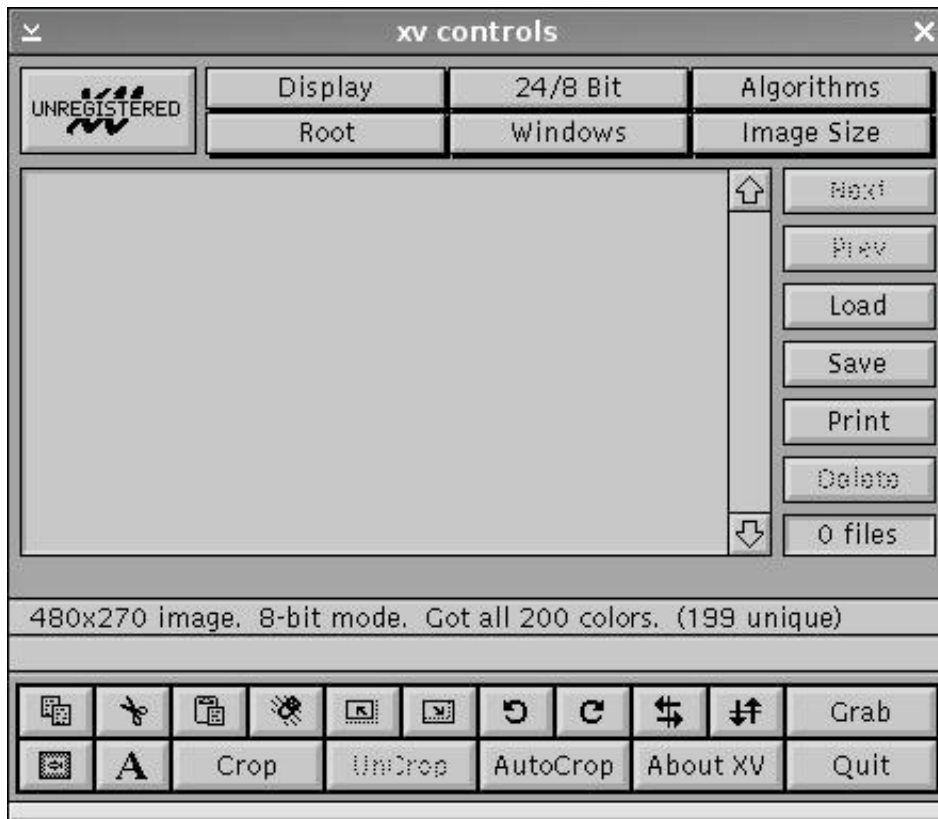 xv controls
UNREGISTERED
Display 24/8 Bit Algorithms
Root Windows Image Size
Next
Prev
Load
Save
Print
Delete
0 files
480x270 image. 8-bit mode. Got all 200 colors. (199 unique)
Grab
A Crop UnCrop AutoCrop About XV Quit